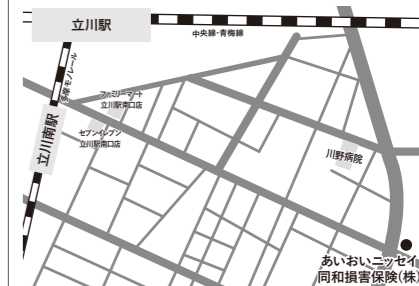 立川駅
中央線・青梅線
多摩モノレール
ファミリーマート
立川駅南口店
立川南駅
セブンイレブン
立川駅南口店
川野病院
あいおいニッセイ
同和損害保険(株)